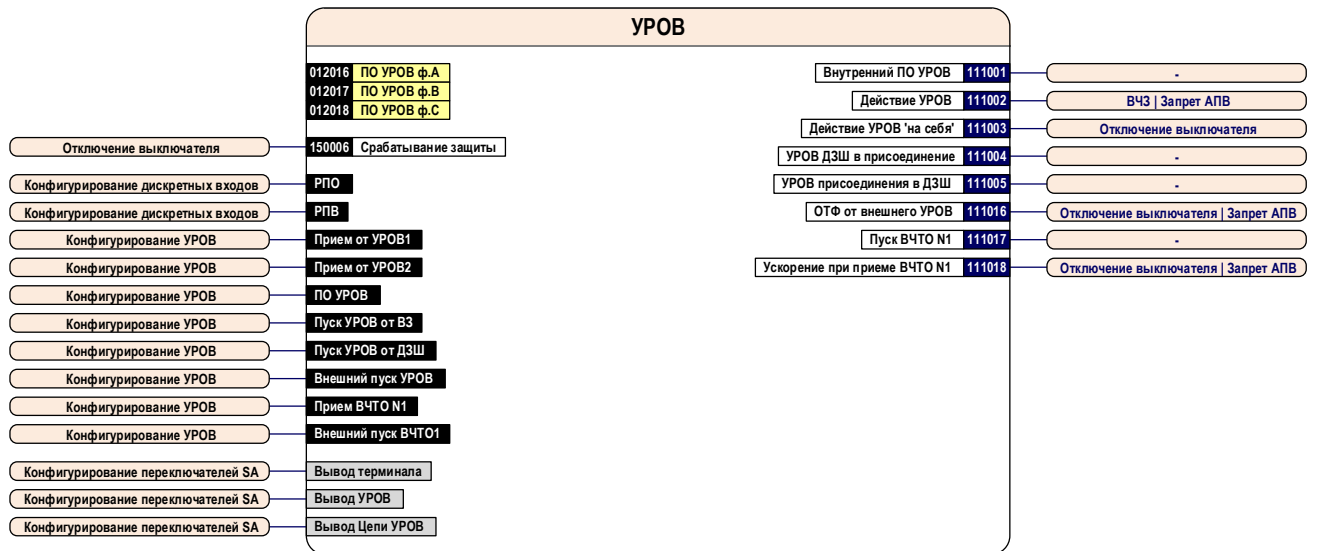 УРОВ
012016 ПО УРОВ ф.А
Внутренний ПО УРОВ 111001 -
012017 ПО УРОВ ф.В
012018 ПО УРОВ ф.С
Действие УРОВ 111002 ВЧЗ | Запрет АПВ
Действие УРОВ 'на себя' 111003 Отключение выключателя
Отключение выключателя 150006 Срабатывание защиты
УРОВ ДЗШ в присоединение 111004 -
Конфигурирование дискретных входов РПО
УРОВ присоединения в ДЗШ 111005 -
Конфигурирование дискретных входов РПВ
ОТФ от внешнего УРОВ 111016 Отключение выключателя | Запрет АПВ
Конфигурирование УРОВ Прием от УРОВ1
Пуск ВЧТО N1 111017 -
Конфигурирование УРОВ Прием от УРОВ2
Ускорение при приеме ВЧТО N1 111018 Отключение выключателя | Запрет АПВ
Конфигурирование УРОВ ПО УРОВ
Конфигурирование УРОВ Пуск УРОВ от ВЗ
Конфигурирование УРОВ Пуск УРОВ от ДЗШ
Конфигурирование УРОВ Внешний пуск УРОВ
Конфигурирование УРОВ Прием ВЧТО N1
Конфигурирование УРОВ Внешний пуск ВЧТО1
Конфигурирование переключателей SA Вывод терминала
Конфигурирование переключателей SA Вывод УРОВ
Конфигурирование переключателей SA Вывод Цепи УРОВ